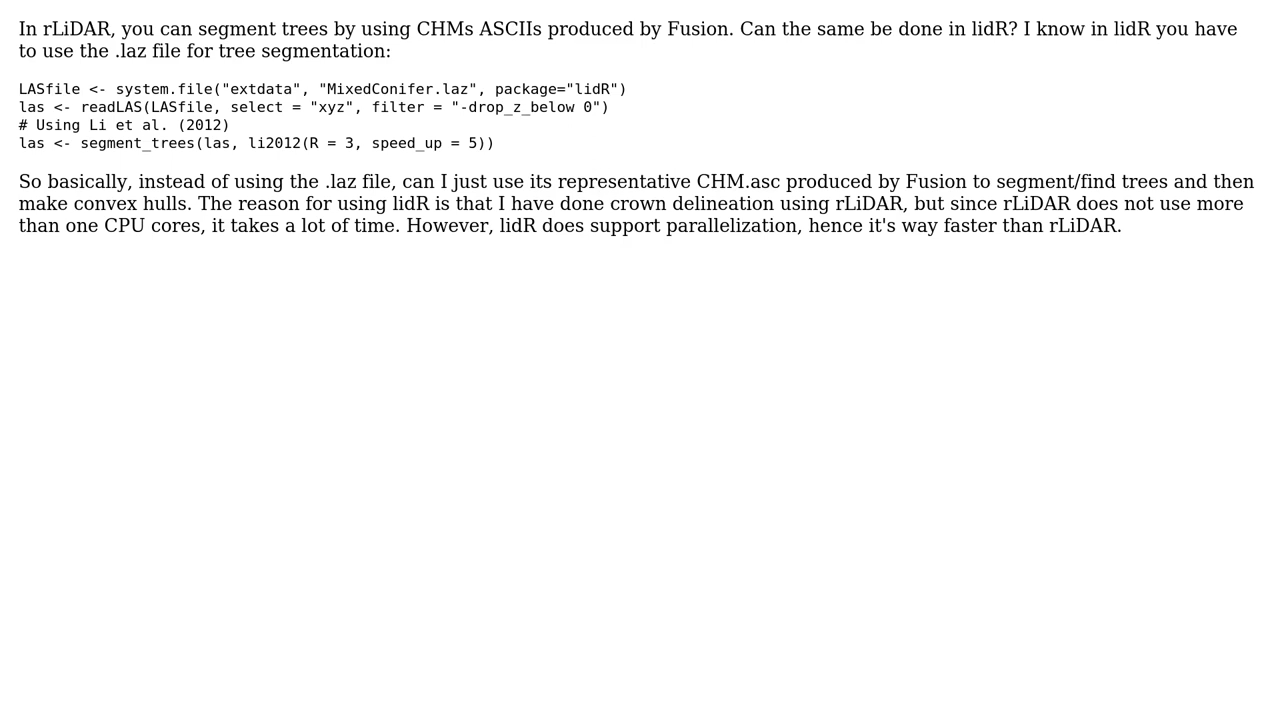 In rLiDAR, you can segment trees by using CHMs ASCIIs produced by Fusion. Can the same be done in lidR? I know in lidR you have
to use the .laz file for tree segmentation:
LASfile <- system.file("extdata", "MixedConifer.laz", package="lidR")
las <- readLAS(LASfile, select = "xyz", filter = "-drop_z_below 0")
# Using Li et al. (2012)
las <- segment_trees(las, li2012(R = 3, speed_up = 5))
So basically, instead of using the .laz file, can I just use its representative CHM.asc produced by Fusion to segment/find trees and then
make convex hulls. The reason for using lidR is that I have done crown delineation using rLiDAR, but since rLiDAR does not use more
than one CPU cores, it takes a lot of time. However, lidR does support parallelization, hence it's way faster than rLiDAR.